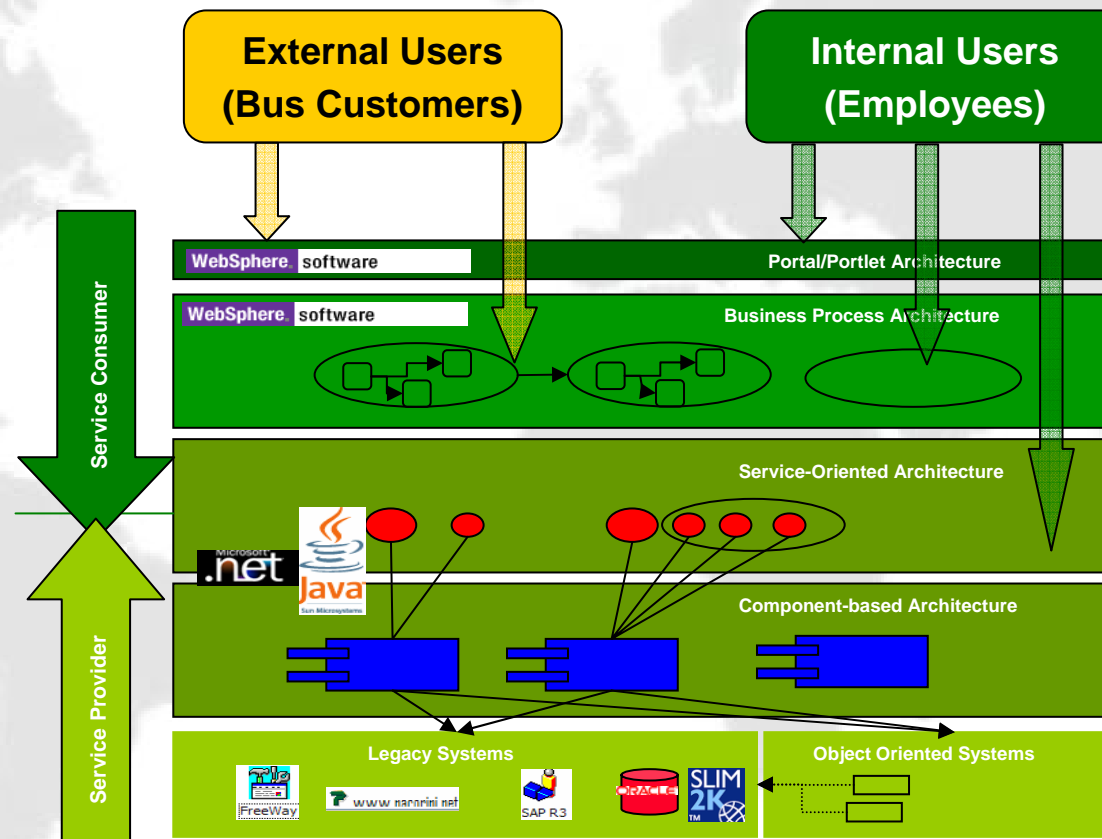 External Users
(Bus Customers)
Internal Users
(Employees)
WebSphere. software
Portal/Portlet Architecture
WebSphere. software
Business Process Architecture
Service Consumer
Service-Oriented Architecture
Microsoft
.net
Java
Sun Microsystems
Component-based Architecture
Service Provider
Legacy Systems
Object Oriented Systems
FreeWay
www
.net
SAP R3
ORACLE
SLIM
2K
TM